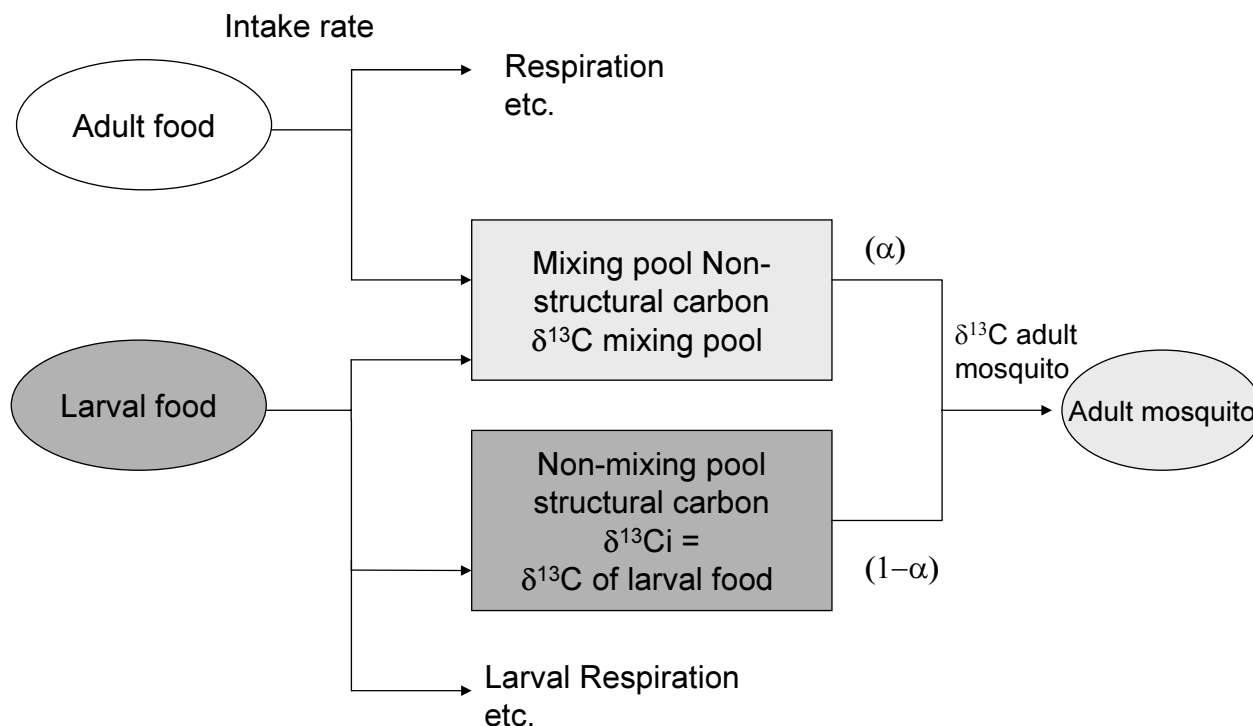 Intake rate
Adult food
Respiration
etc.
Mixing pool Non-
structural carbon
δ¹³C mixing pool
(α)
δ¹³C adult
mosquito
Adult mosquito
Larval food
Non-mixing pool
structural carbon
δ¹³Ci =
δ¹³C of larval food
(1−α)
Larval Respiration
etc.